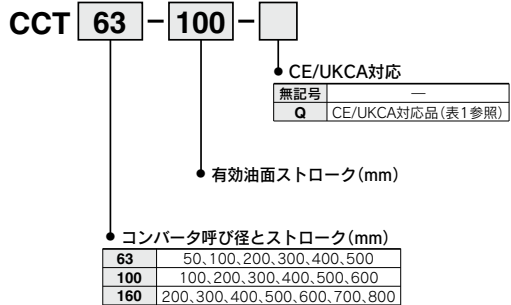 CCT 63 - 100 -
CE/UKCA対応
無記号 —
Q CE/UKCA対応品(表1参照)
有効油面ストローク(mm)
コンバータ呼び径とストローク(mm)
63 50、100、200、300、400、500
100 100、200、300、400、500、600
160 200、300、400、500、600、700、800